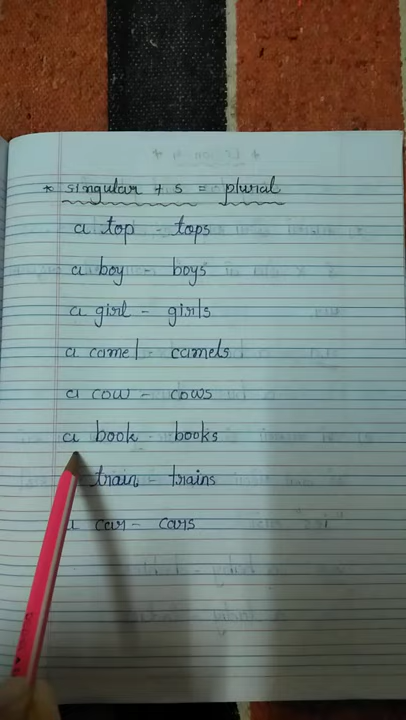 * singular + s = plural
a top - tops
a boy - boys
a girl - girls
a camel - camels
a cow - cows
a book - books
train - trains
a car - cars